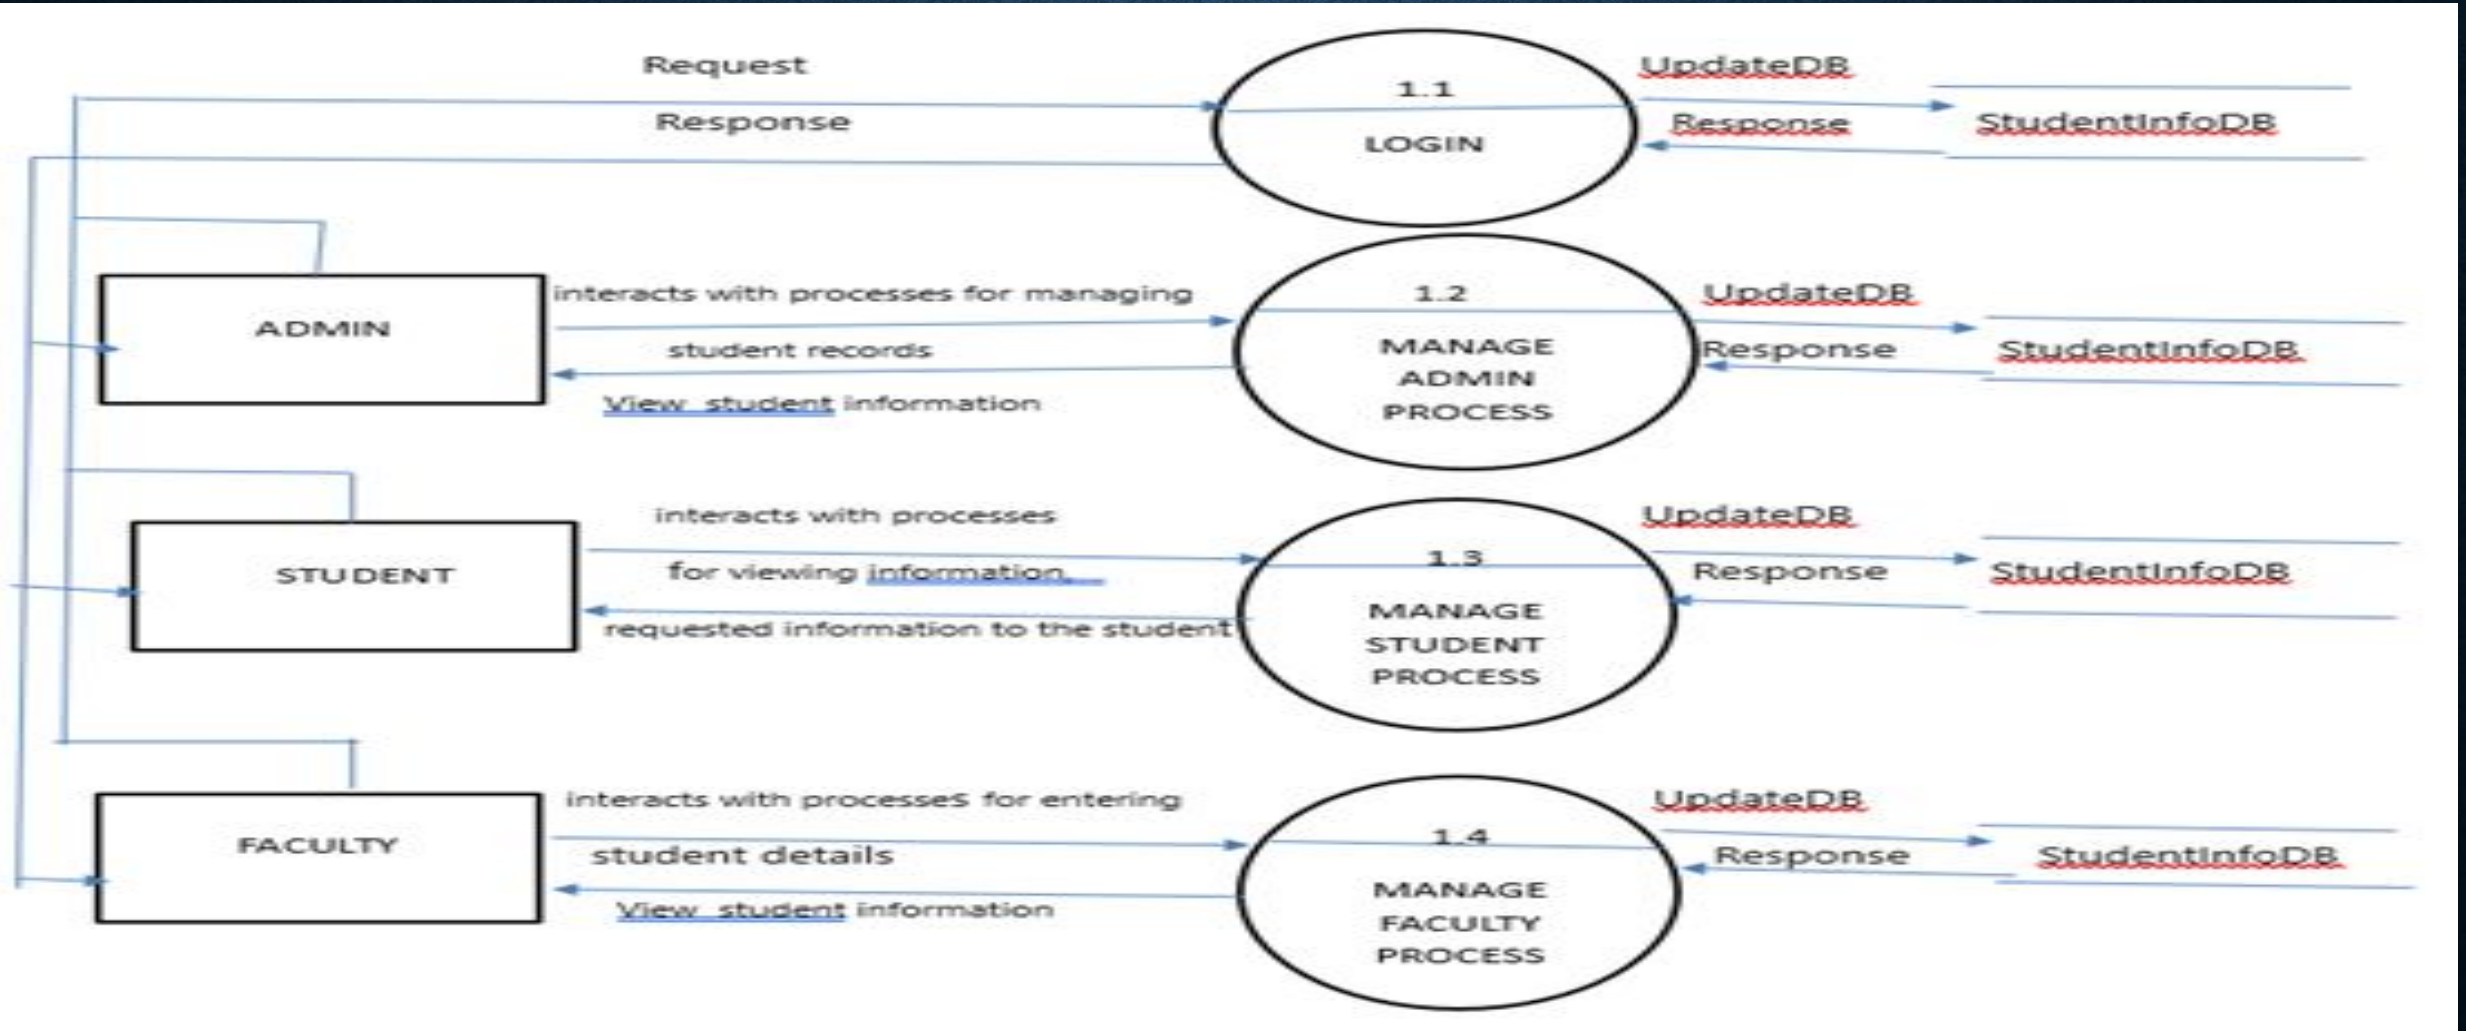 Request
Response
1.1
LOGIN
UpdateDB
Response
StudentInfoDB
ADMIN
interacts with processes for managing
student records
View student information
1.2
MANAGE
ADMIN
PROCESS
UpdateDB
Response
StudentInfoDB
STUDENT
interacts with processes
for viewing information.
requested information to the student
1.3
MANAGE
STUDENT
PROCESS
UpdateDB
Response
StudentInfoDB
FACULTY
interacts with processes for entering
student details
View student information
1.4
MANAGE
FACULTY
PROCESS
UpdateDB
Response
StudentInfoDB